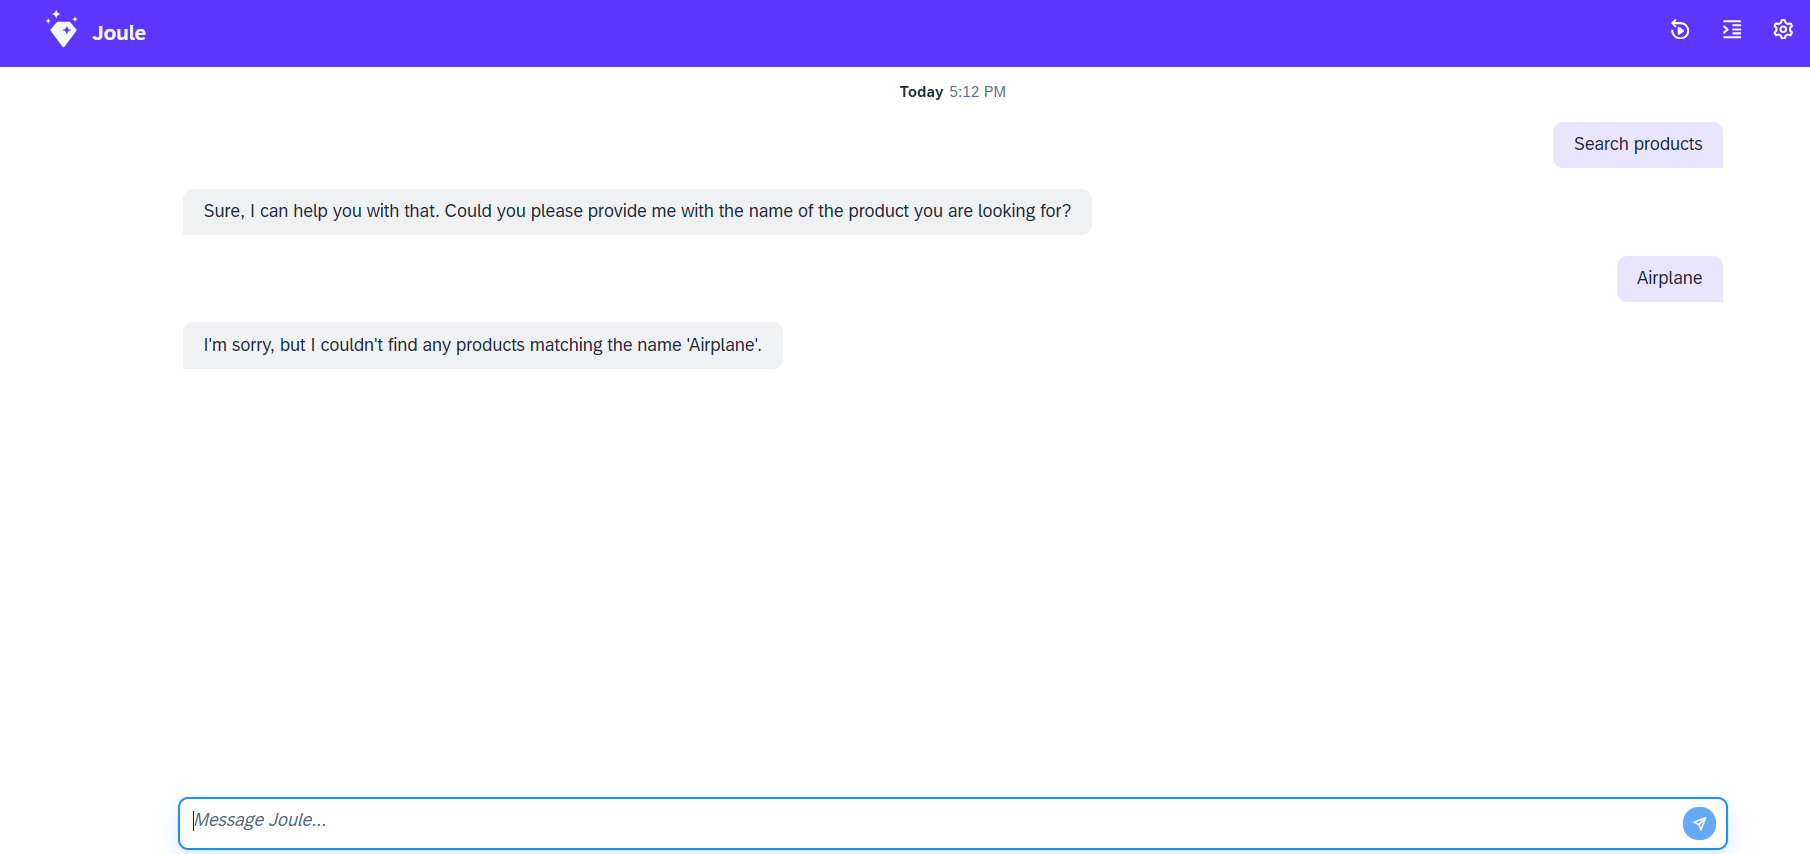 Joule
Today 5:12 PM
Search products
Sure, I can help you with that. Could you please provide me with the name of the product you are looking for?
Airplane
I'm sorry, but I couldn't find any products matching the name 'Airplane'.
Message Joule...